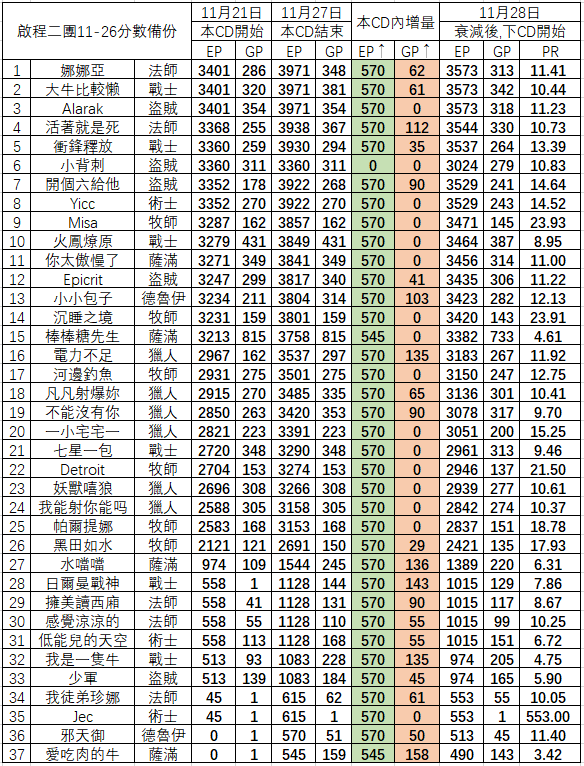 啟程二團11-26分數備份 11月21日 11月27日 本CD內增量 11月28日
本CD開始 本CD結束 衰減後,下CD開始
EP GP EP GP EP↑ GP↑ EP GP PR
1 娜娜亞 法師 3401 286 3971 348 570 62 3573 313 11.41
2 大牛比較懶 戰士 3401 320 3971 381 570 61 3573 342 10.44
3 Alarak 盜賊 3401 354 3971 354 570 0 3573 318 11.23
4 活著就是死 法師 3368 255 3938 367 570 112 3544 330 10.73
5 衝鋒釋放 戰士 3360 259 3930 294 570 35 3537 264 13.39
6 小背刺 盜賊 3360 311 3360 311 0 0 3024 279 10.83
7 開個六給他 盜賊 3352 178 3922 268 570 90 3529 241 14.64
8 Yicc 術士 3352 270 3922 270 570 0 3529 243 14.52
9 Misa 牧師 3287 162 3857 162 570 0 3471 145 23.93
10 火鳳燎原 戰士 3279 431 3849 431 570 0 3464 387 8.95
11 你太傲慢了 薩滿 3271 349 3841 349 570 0 3456 314 11.00
12 Epicrit 盜賊 3247 299 3817 340 570 41 3435 306 11.22
13 小小包子 德魯伊 3234 211 3804 314 570 103 3423 282 12.13
14 沉睡之境 牧師 3231 159 3801 159 570 0 3420 143 23.91
15 棒棒糖先生 薩滿 3213 815 3758 815 545 0 3382 733 4.61
16 電力不足 獵人 2967 162 3537 297 570 135 3183 267 11.92
17 河邊釣魚 牧師 2931 275 3501 275 570 0 3150 247 12.75
18 凡凡射爆妳 獵人 2915 270 3485 335 570 65 3136 301 10.41
19 不能沒有你 獵人 2850 263 3420 353 570 90 3078 317 9.70
20 一小宅宅一 獵人 2821 223 3391 223 570 0 3051 200 15.25
21 七星一包 戰士 2720 348 3290 348 570 0 2961 313 9.46
22 Detroit 牧師 2704 153 3274 153 570 0 2946 137 21.50
23 妖獸嘻狼 獵人 2696 308 3266 308 570 0 2939 277 10.61
24 我能射你能吗 獵人 2588 305 3158 305 570 0 2842 274 10.37
25 帕爾提娜 牧師 2583 168 3153 168 570 0 2837 151 18.78
26 黑田如水 牧師 2121 121 2691 150 570 29 2421 135 17.93
27 水噹噹 薩滿 974 109 1544 245 570 136 1389 220 6.31
28 日爾曼戰神 戰士 558 1 1128 144 570 143 1015 129 7.86
29 擁美讀西廂 法師 558 41 1128 131 570 90 1015 117 8.67
30 感覺涼涼的 法師 558 55 1128 110 570 55 1015 99 10.25
31 低能兒的天空 術士 558 113 1128 168 570 55 1015 151 6.72
32 我是一隻牛 戰士 513 93 1083 228 570 135 974 205 4.75
33 少軍 盜賊 513 139 1083 184 570 45 974 165 5.90
34 我徒弟珍娜 法師 45 1 615 62 570 61 553 55 10.05
35 Jec 術士 45 1 615 1 570 0 553 1 553.00
36 邪天御 德魯伊 0 1 570 51 570 50 513 45 11.40
37 愛吃肉的牛 薩滿 0 1 545 159 545 158 490 143 3.42